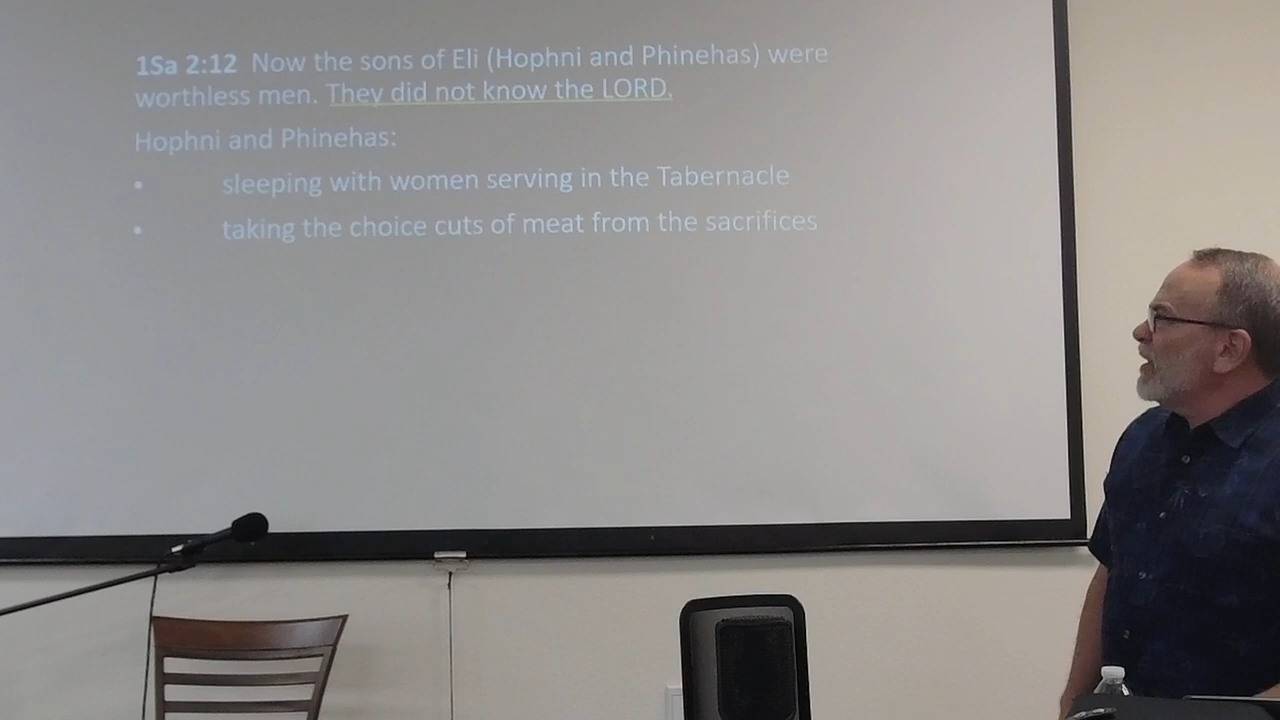 1Sa 2:12 Now the sons of Eli (Hophni and Phinehas) were
worthless men. They did not know the LORD.
Hophni and Phinehas:
• sleeping with women serving in the Tabernacle
• taking the choice cuts of meat from the sacrifices